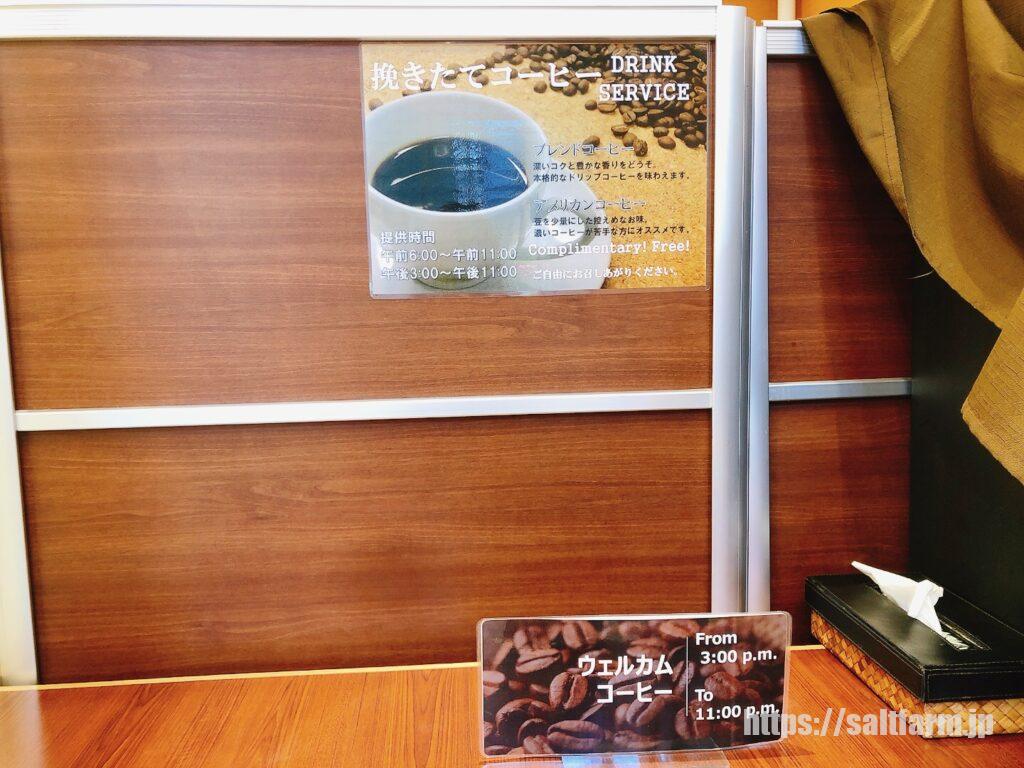 挽きたてコーヒー DRINK
SERVICE
ブレンドコーヒー
深いコクと豊かな香りをどうぞ。
本格的なドリップコーヒーを味わえます。
アメリカンコーヒー
豆を少量にした控えめなお味。
濃いコーヒーが苦手な方にオススメです。
提供時間
午前6:00～午前11:00
午後3:00～午後11:00
Complimentary! Free!
ご自由にお召しあがりください。
ウェルカム
コーヒー
From
3:00 p.m.
To
11:00 p.m.
https://saltfarm.jp